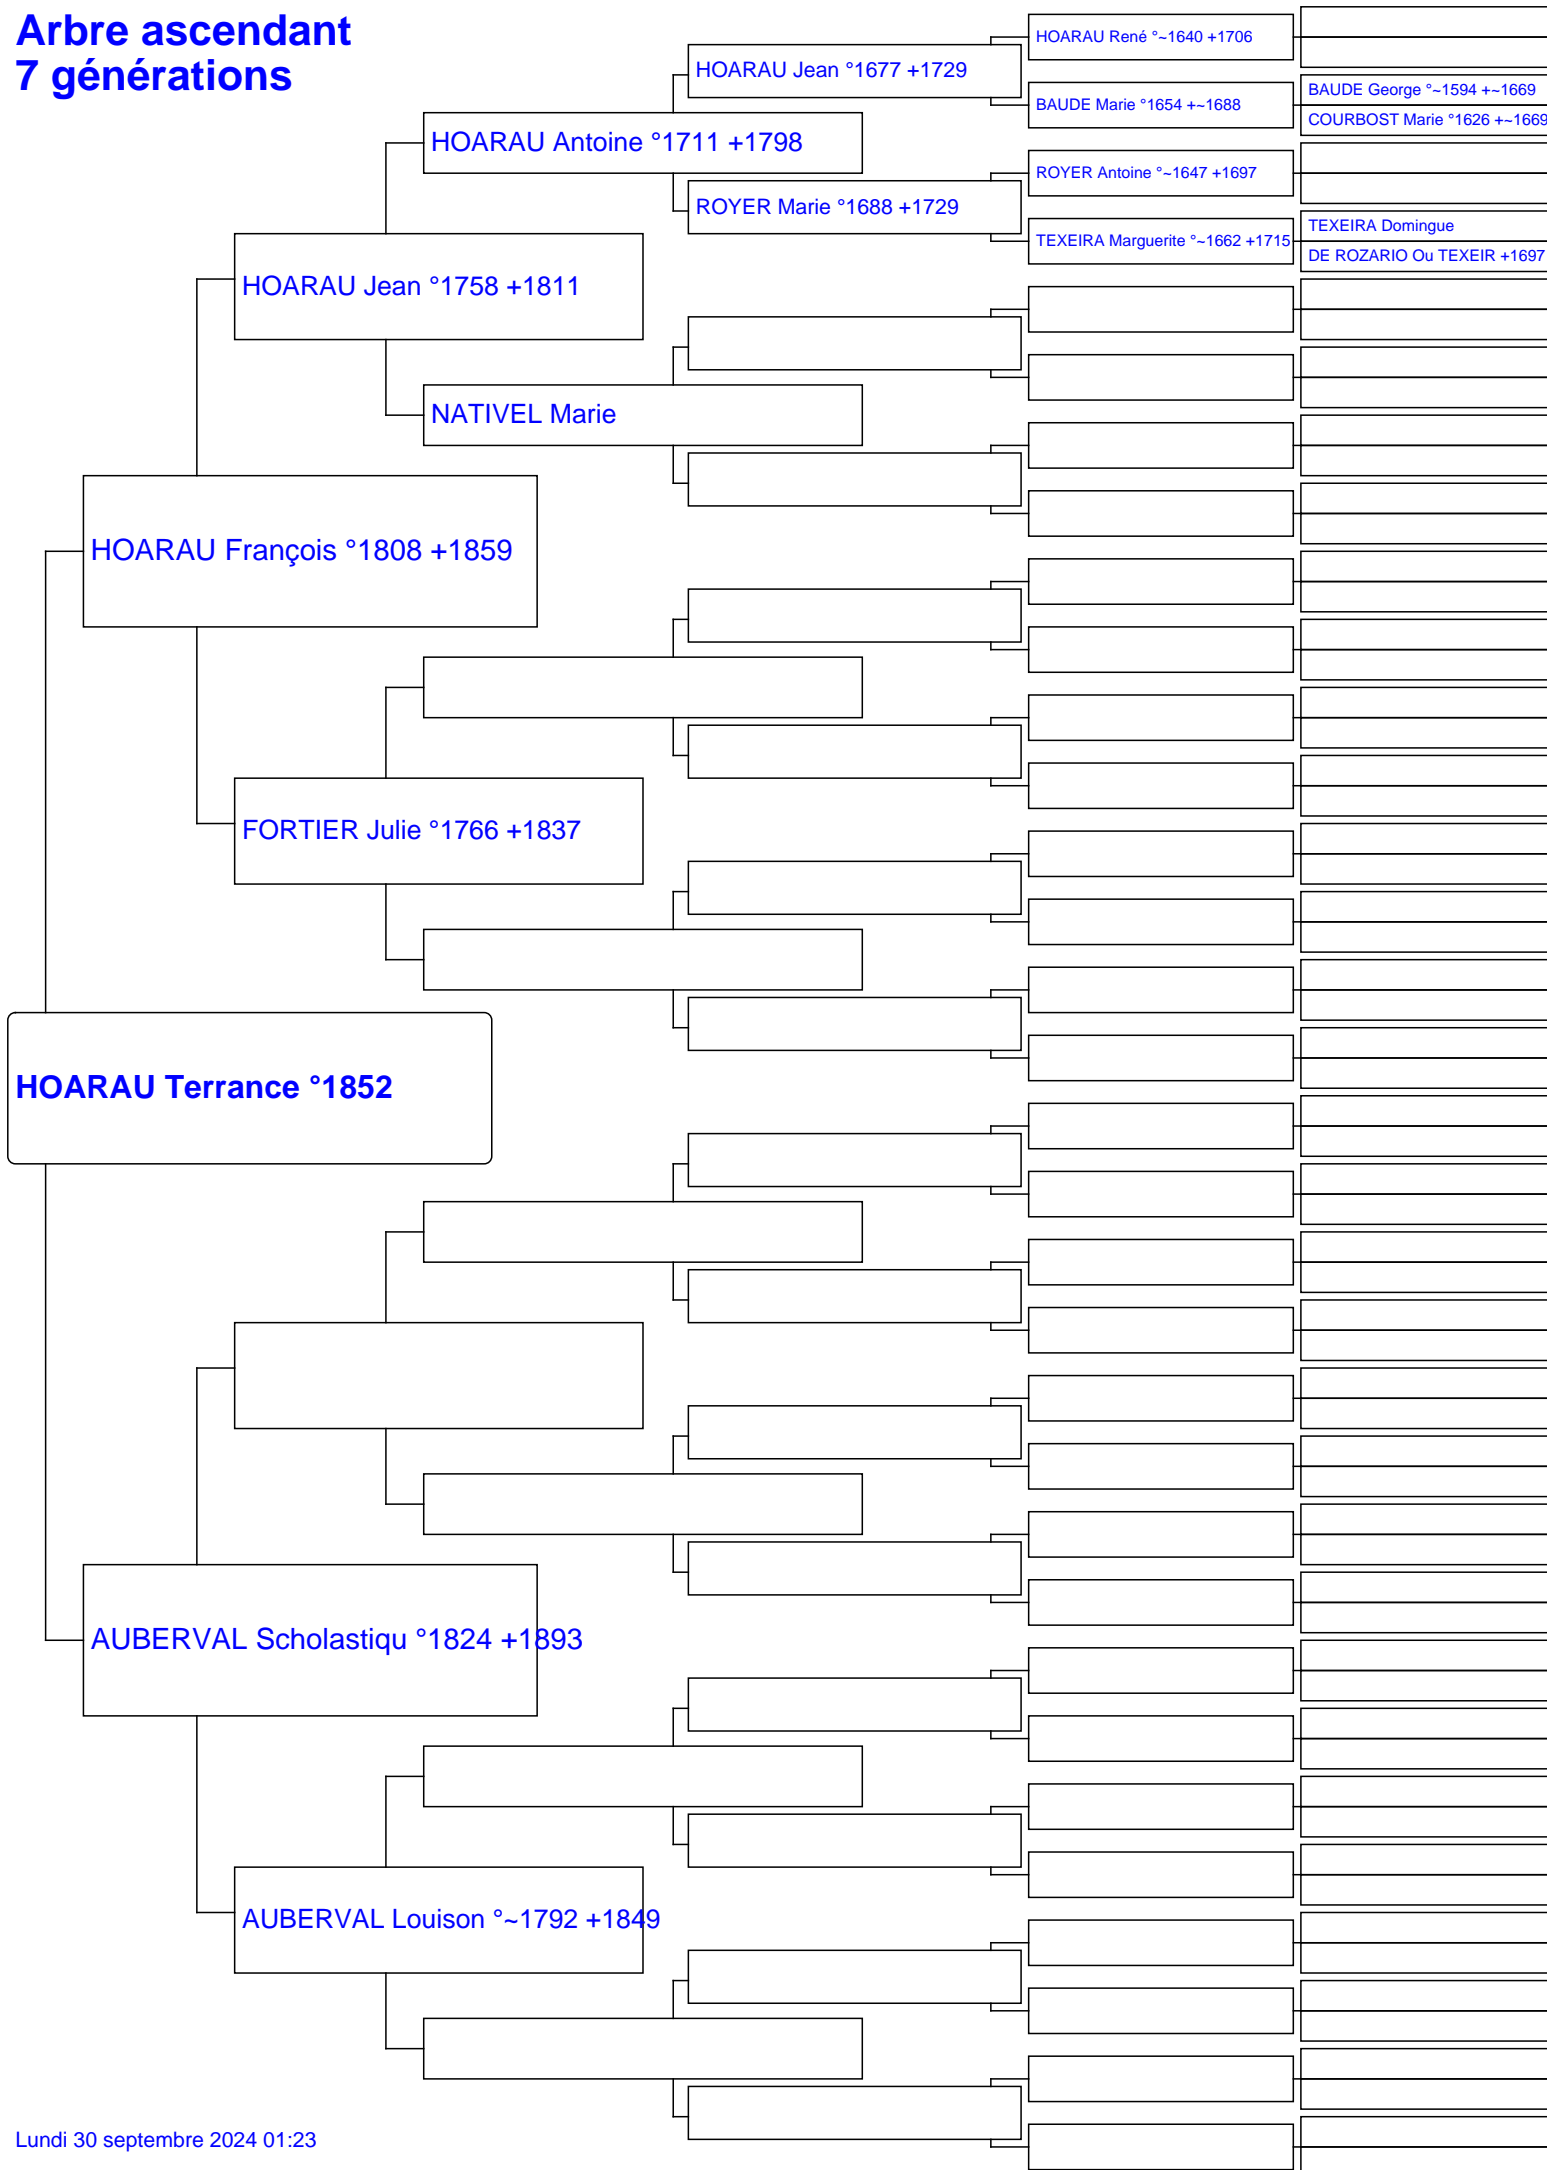 Arbre ascendant
7 générations
HOARAU René °~1640 +1706
HOARAU Jean °1677 +1729
BAUDE George °~1594 +~1669
BAUDE Marie °1654 +~1688
COURBOST Marie °1626 +~1669
HOARAU Antoine °1711 +1798
ROYER Antoine °~1647 +1697
ROYER Marie °1688 +1729
TEXEIRA Domingue
TEXEIRA Marguerite °~1662 +1715
DE ROZARIO Ou TEXEIR +1697
HOARAU Jean °1758 +1811
NATIVEL Marie
HOARAU François °1808 +1859
FORTIER Julie °1766 +1837
HOARAU Terrance °1852
AUBERVAL Scholastiqu °1824 +1893
AUBERVAL Louison °~1792 +1849
Lundi 30 septembre 2024 01:23